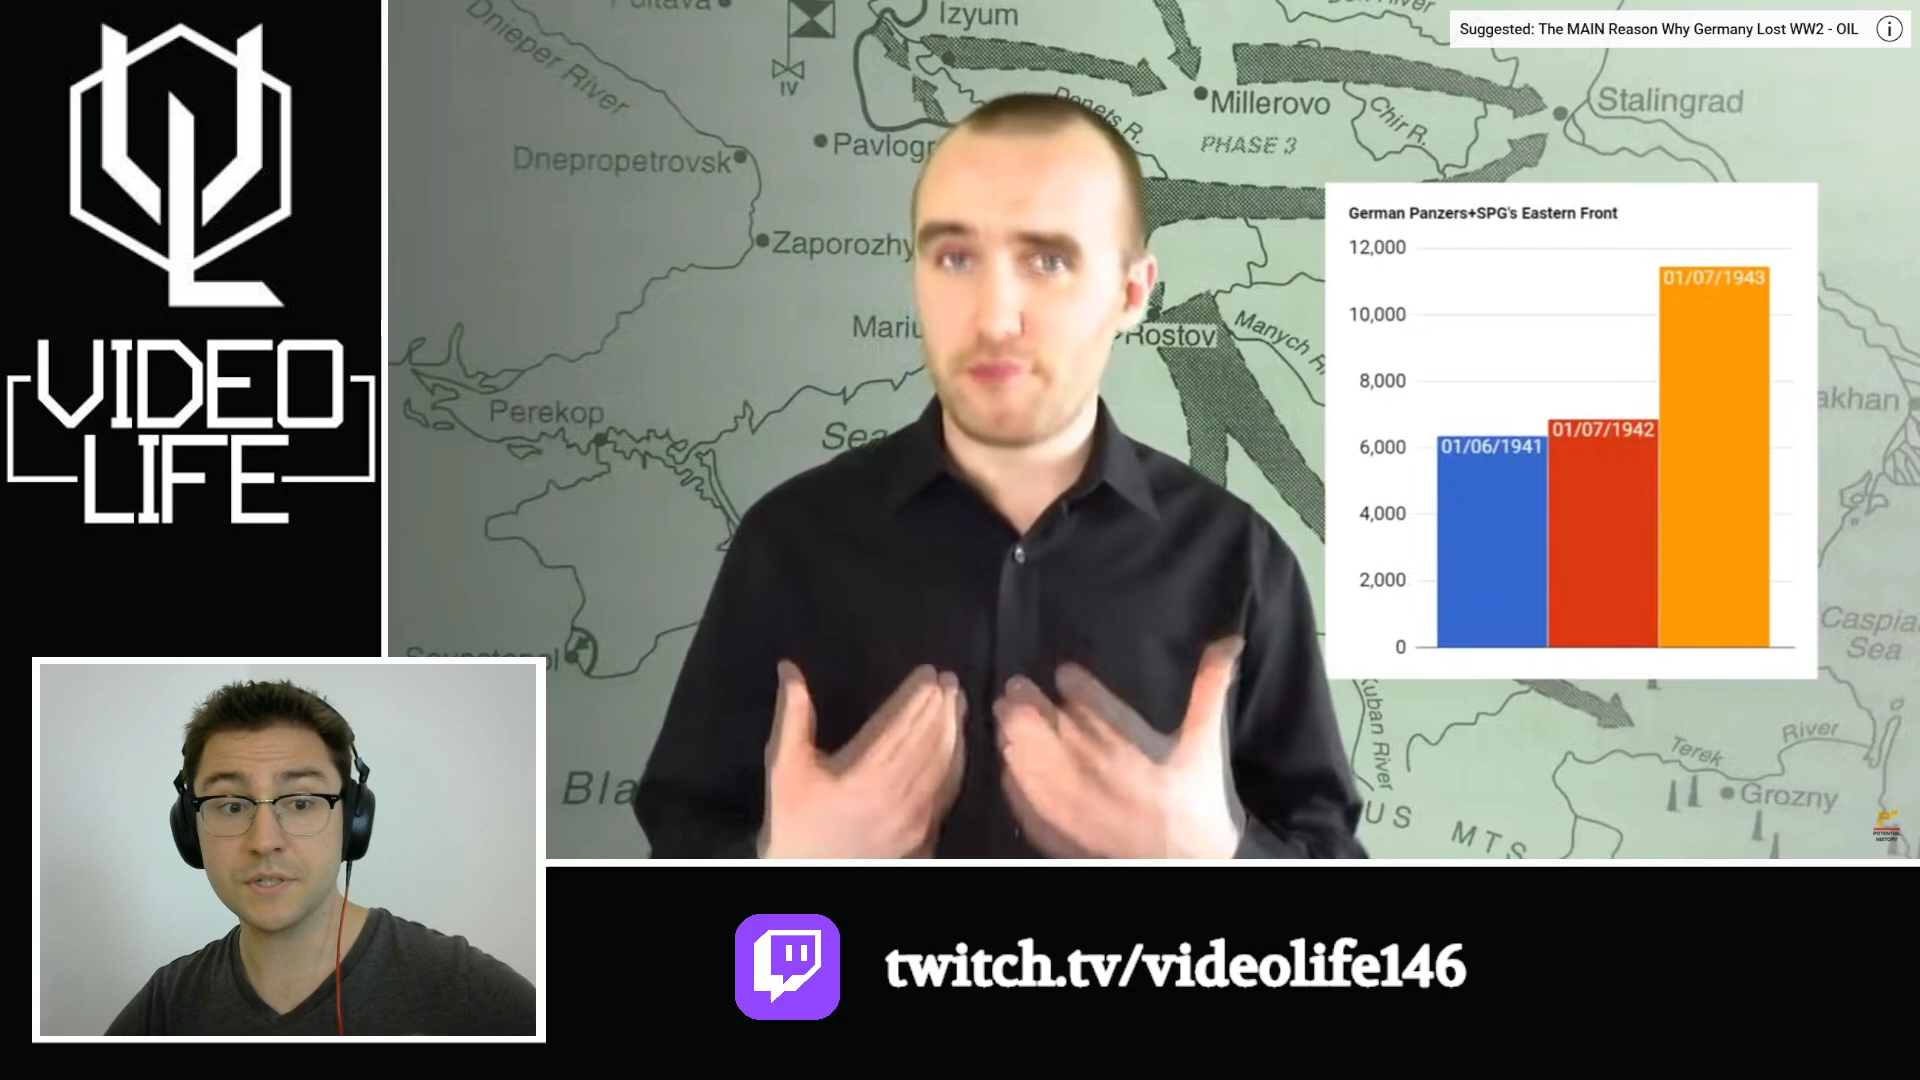 VIDEO
LIFE
Izyum
Suggested: The MAIN Reason Why Germany Lost WW2 - OIL
Dnieper River
IV
Millerovo
Stalingrad
Donets R.
Chir R.
PHASE 3
Dnepropetrovsk
Zaporozhy
Rostov
Manych
Perekop
Sea
German Panzers+SPG's Eastern Front
12,000
10,000
8,000
6,000
4,000
2,000
0
01/06/1941
01/07/1942
01/07/1943
akhan
Caspia
Sea
Kuban River
Terek
River
Grozny
Bla
US MTS
POTENTIAL
HISTORY
twitch.tv/videolife146